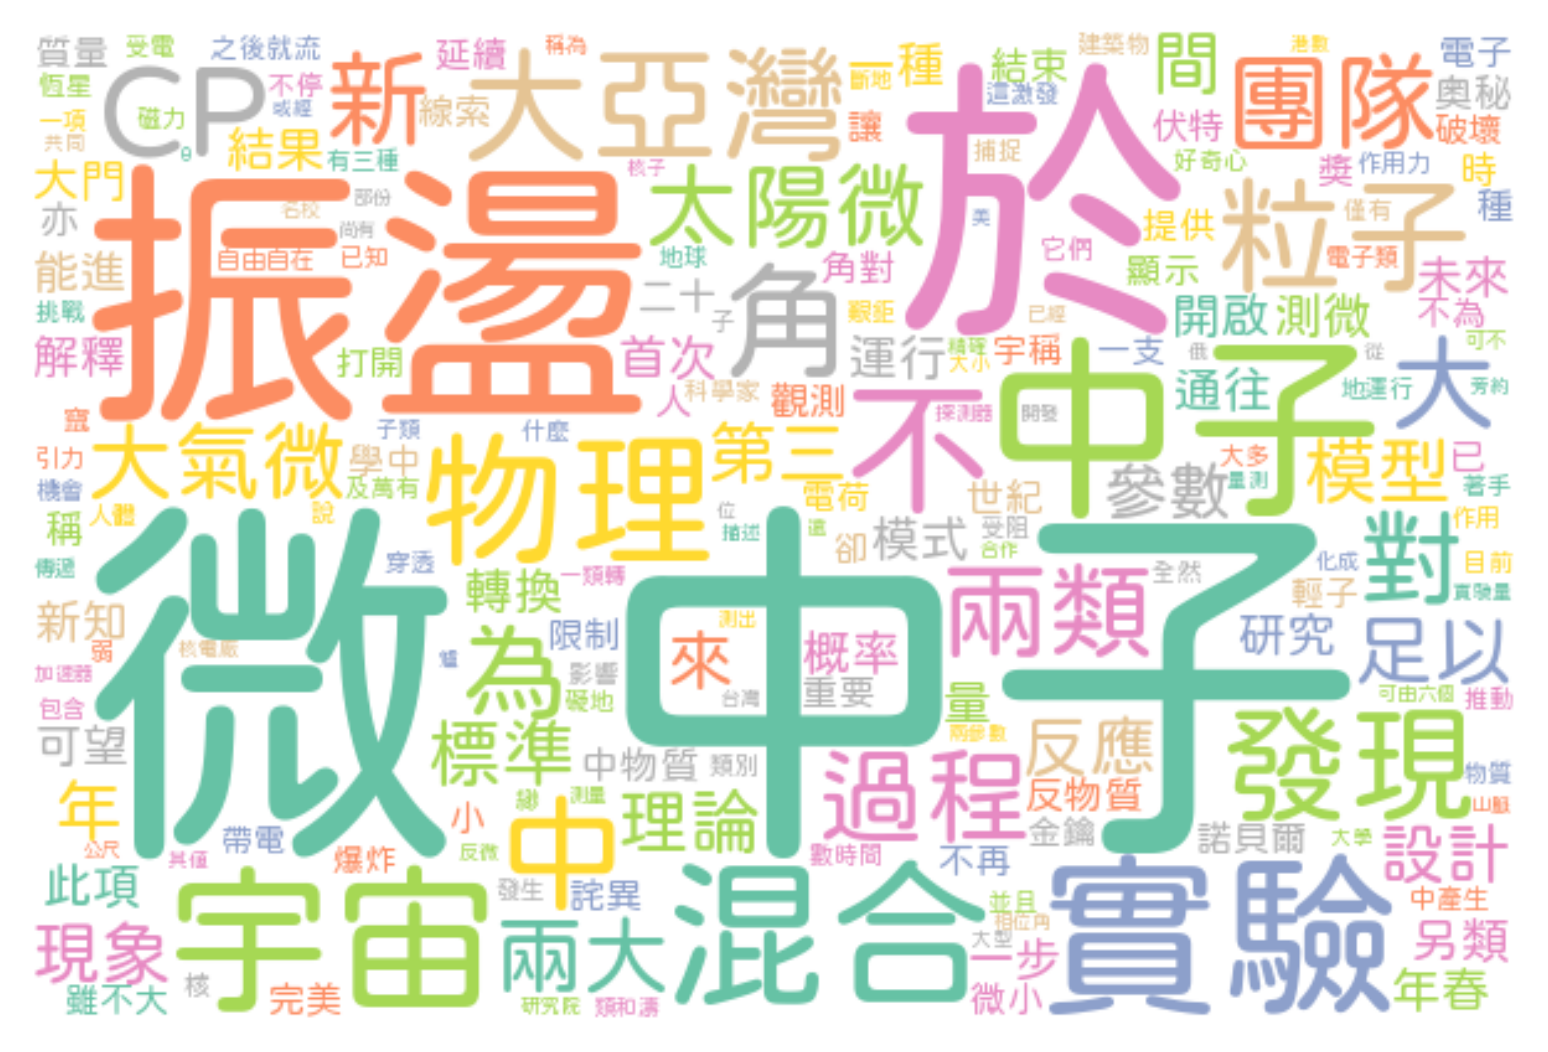 質量
受電
之後就流
延續
稱為
一種
結束
建築物
間
港數
電子
恆星
CP
不停
新
線索
大亞灣
斷地
這激發
團隊
奧秘
一項
磁力
或經
讓
於
伏特
破壞
共同
θ
結果
有三種
核子
捕捉
好奇心
獎
作用力
時
大門
振盪
部份
太陽微
美
提供
粒子
僅有
種
亦
名校
尚有
能進
自由自在
已知
地球
角對
它們
顯示
電子類
未來
挑戰
二十
子
角
艱鉅
已經
開啟
測微
不為
解釋
打開
首次
運行
精確
大小
宇稱
一支
俄
從
可不
人
科學家
觀測
不
探測器
開發
中子
通往
地運行
大
芳約
子類
什麼
引力
大氣微
學中
物理
第三
大多
模型
已
機會
及萬有
電荷
世紀
參數
量測
著手
稱
人體
說
位
描述
還
卻
模式
受阻
合作
對
作用
傳過
微中子
穿透
轉換
一類轉
兩類
全然
化成
目前
輕子
實驗量
新知
弱
核電廠
為
限制
測出
來
概率
研究
足以
加速器
爐
影響
礙地
台灣
重要
量
可由六個
推動
包含
可望
標準
中物質
類別
過程
兩參數
反應
發現
物質
年
小
測量
理論
反物質
山脈
公尺
帶電
爆炸
反微
中
數時間
不再
金鑰
諾貝爾
大學
設計
其僅
此項
宇宙
發生
詫異
混合
並且
相位角
實驗
中產生
現象
兩大
大型
一步
另類
雖不大
核
完美
研究院
類和濤
微小
年春